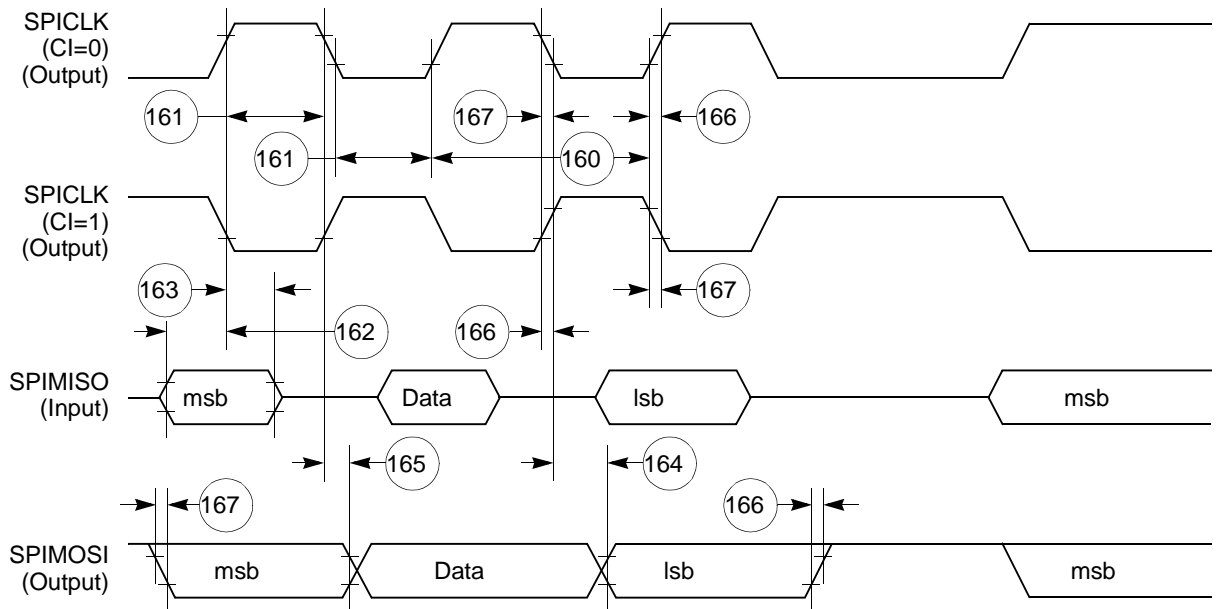 SPICLK
(CI=0)
(Output)
161
167
166
161
160
SPICLK
(CI=1)
(Output)
163
167
162
166
SPIMISO
(Input)
msb
Data
lsb
msb
165
164
167
166
SPIMOSI
(Output)
msb
Data
lsb
msb